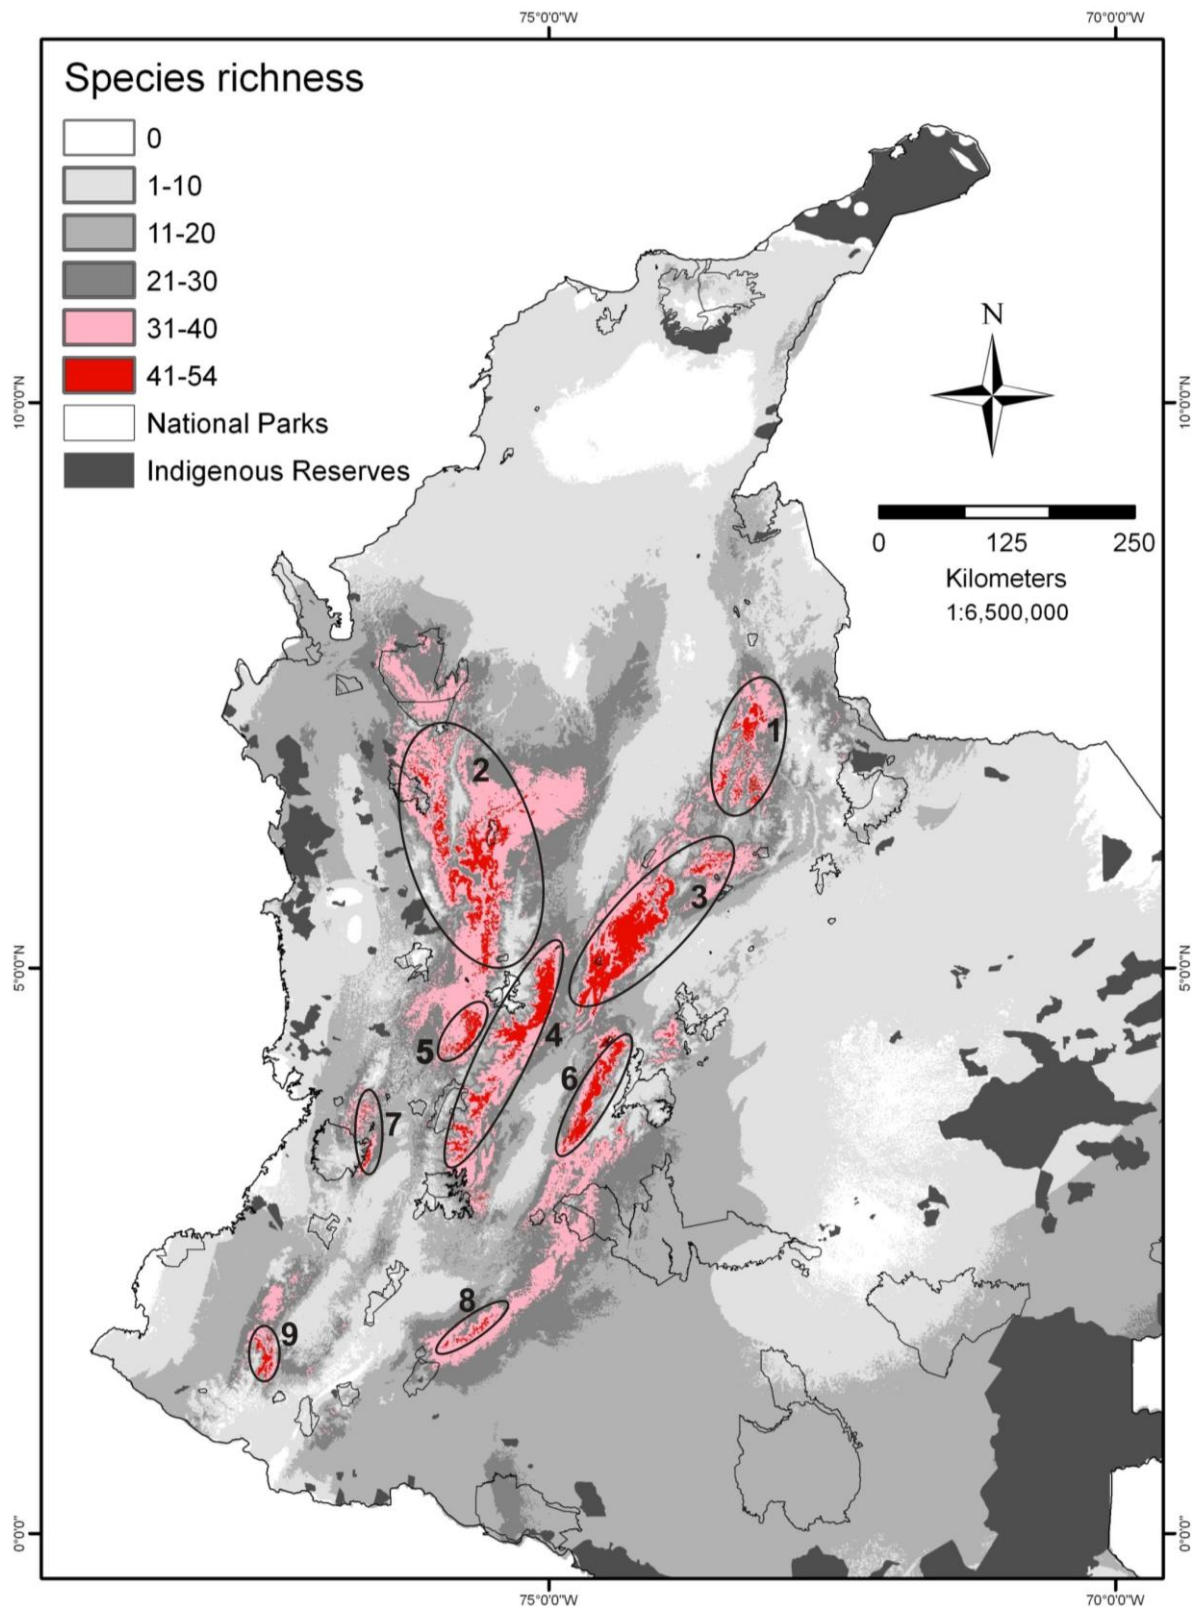 75°0'0"W
70°0'0"W
Species richness
0
1-10
11-20
21-30
31-40
41-54
National Parks
Indigenous Reserves
N
10°0'0"N
10°0'0"N
0
125
250
Kilometers
1:6,500,000
1
2
3
5°0'0"N
5°0'0"N
4
5
6
7
8
9
0°0'0"
0°0'0"
75°0'0"W
70°0'0"W